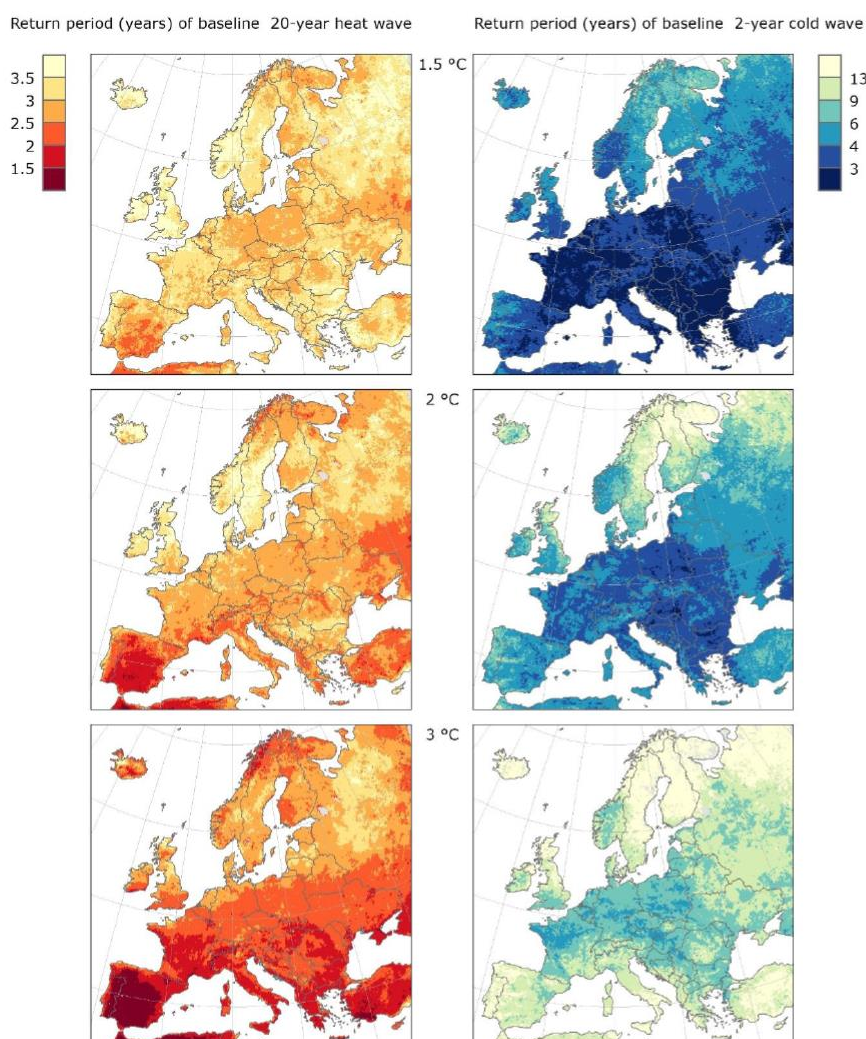 Return period (years) of baseline 20-year heat wave
Return period (years) of baseline 2-year cold wave
1.5 °C
3.5
3
2.5
2
1.5
13
9
6
4
3
2 °C
3 °C